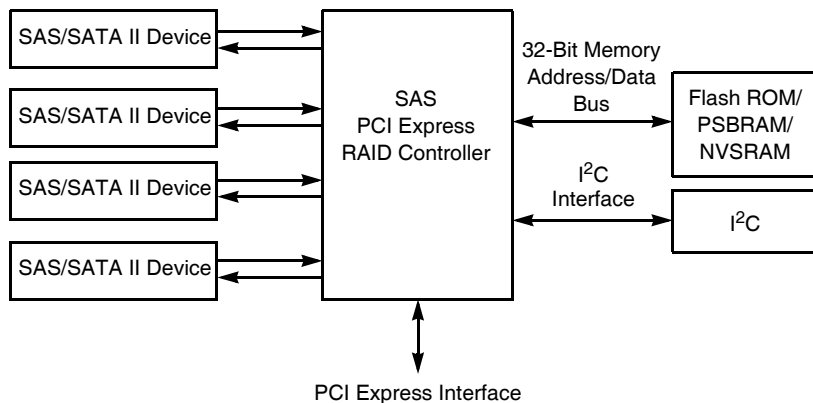 SAS/SATA II Device
SAS/SATA II Device
SAS/SATA II Device
SAS/SATA II Device
SAS
PCI Express
RAID Controller
32-Bit Memory
Address/Data
Bus
I²C
Interface
Flash ROM/
PSBRAM/
NVSRAM
I²C
PCI Express Interface